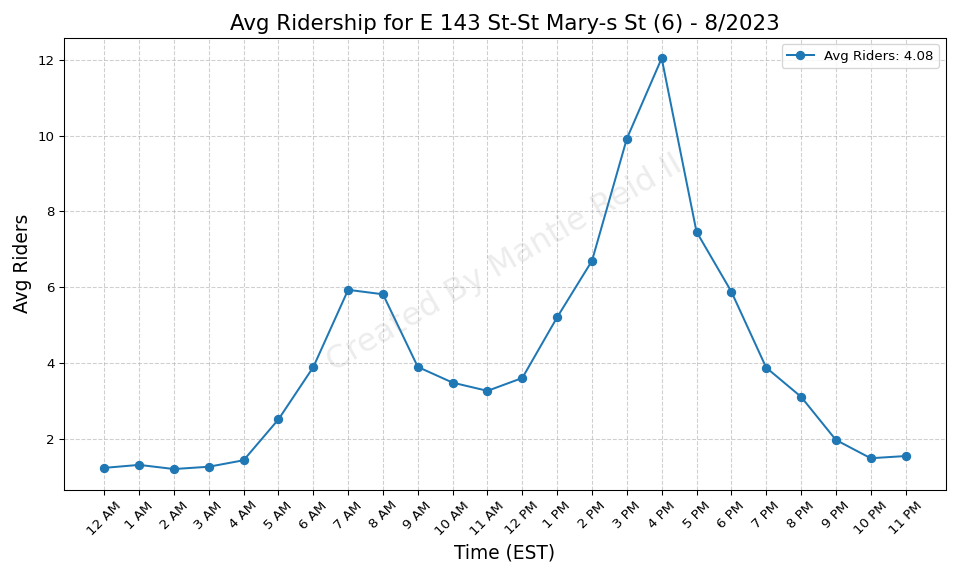 Avg Ridership for E 143 St-St Mary-s St (6) - 8/2023
Avg Riders: 4.08
12
10
8
6
4
2
Avg Riders
Created By Mantie Reid II
12 AM
1 AM
2 AM
3 AM
4 AM
5 AM
6 AM
7 AM
8 AM
9 AM
10 AM
11 AM
12 PM
1 PM
2 PM
3 PM
4 PM
5 PM
6 PM
7 PM
8 PM
9 PM
10 PM
11 PM
Time (EST)